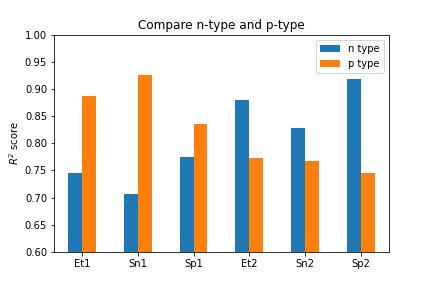 Compare n-type and p-type
n type
p type
1.00
0.95
0.90
0.85
0.80
0.75
0.70
0.65
0.60
R² score
Et1 Sn1 Sp1 Et2 Sn2 Sp2